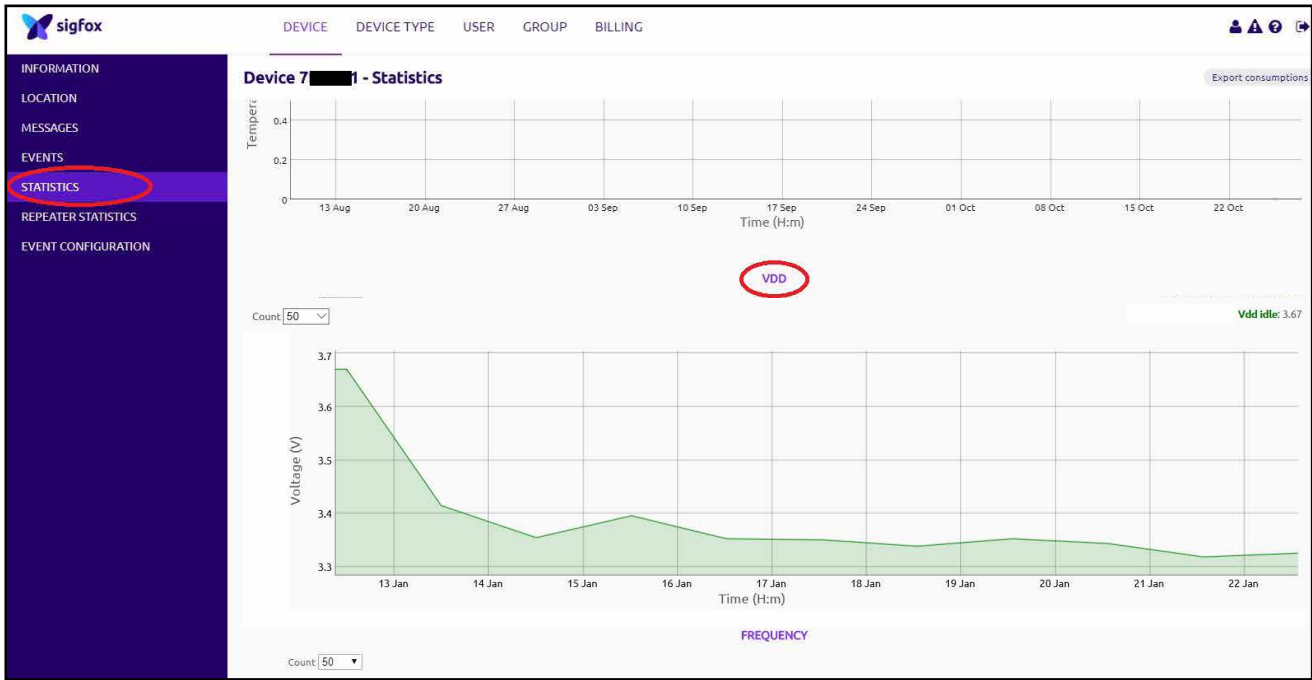 sigfox
DEVICE DEVICE TYPE USER GROUP BILLING
INFORMATION
LOCATION
MESSAGES
EVENTS
STATISTICS
REPEATER STATISTICS
EVENT CONFIGURATION
Device 7 1 - Statistics
Export consumptions
Tempera
0.4
0.2
0
13 Aug 20 Aug 27 Aug 03 Sep 10 Sep 17 Sep 24 Sep 01 Oct 08 Oct 15 Oct 22 Oct
Time (H:m)
VDD
Count 50
Vdd idle: 3.67
Voltage (V)
3.7
3.6
3.5
3.4
3.3
13 Jan 14 Jan 15 Jan 16 Jan 17 Jan 18 Jan 19 Jan 20 Jan 21 Jan 22 Jan
Time (H:m)
FREQUENCY
Count 50